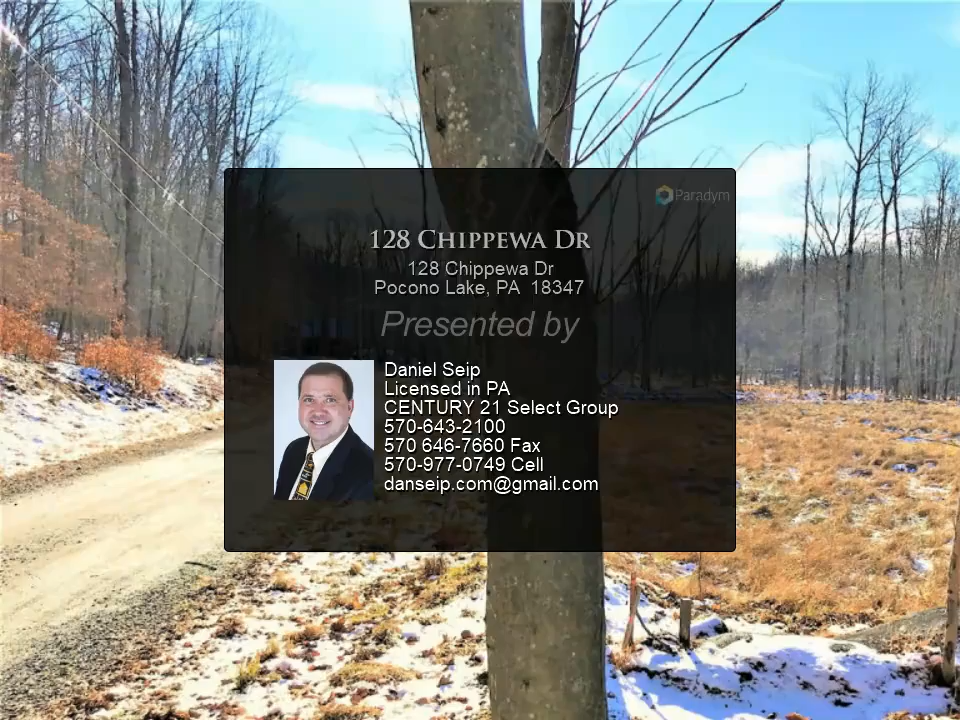 Paradym
128 Chippewa Dr
128 Chippewa Dr
Pocono Lake, PA 18347
Presented by
Daniel Seip
Licensed in PA
CENTURY 21 Select Group
570-643-2100
570 646-7660 Fax
570-977-0749 Cell
danseip.com@gmail.com